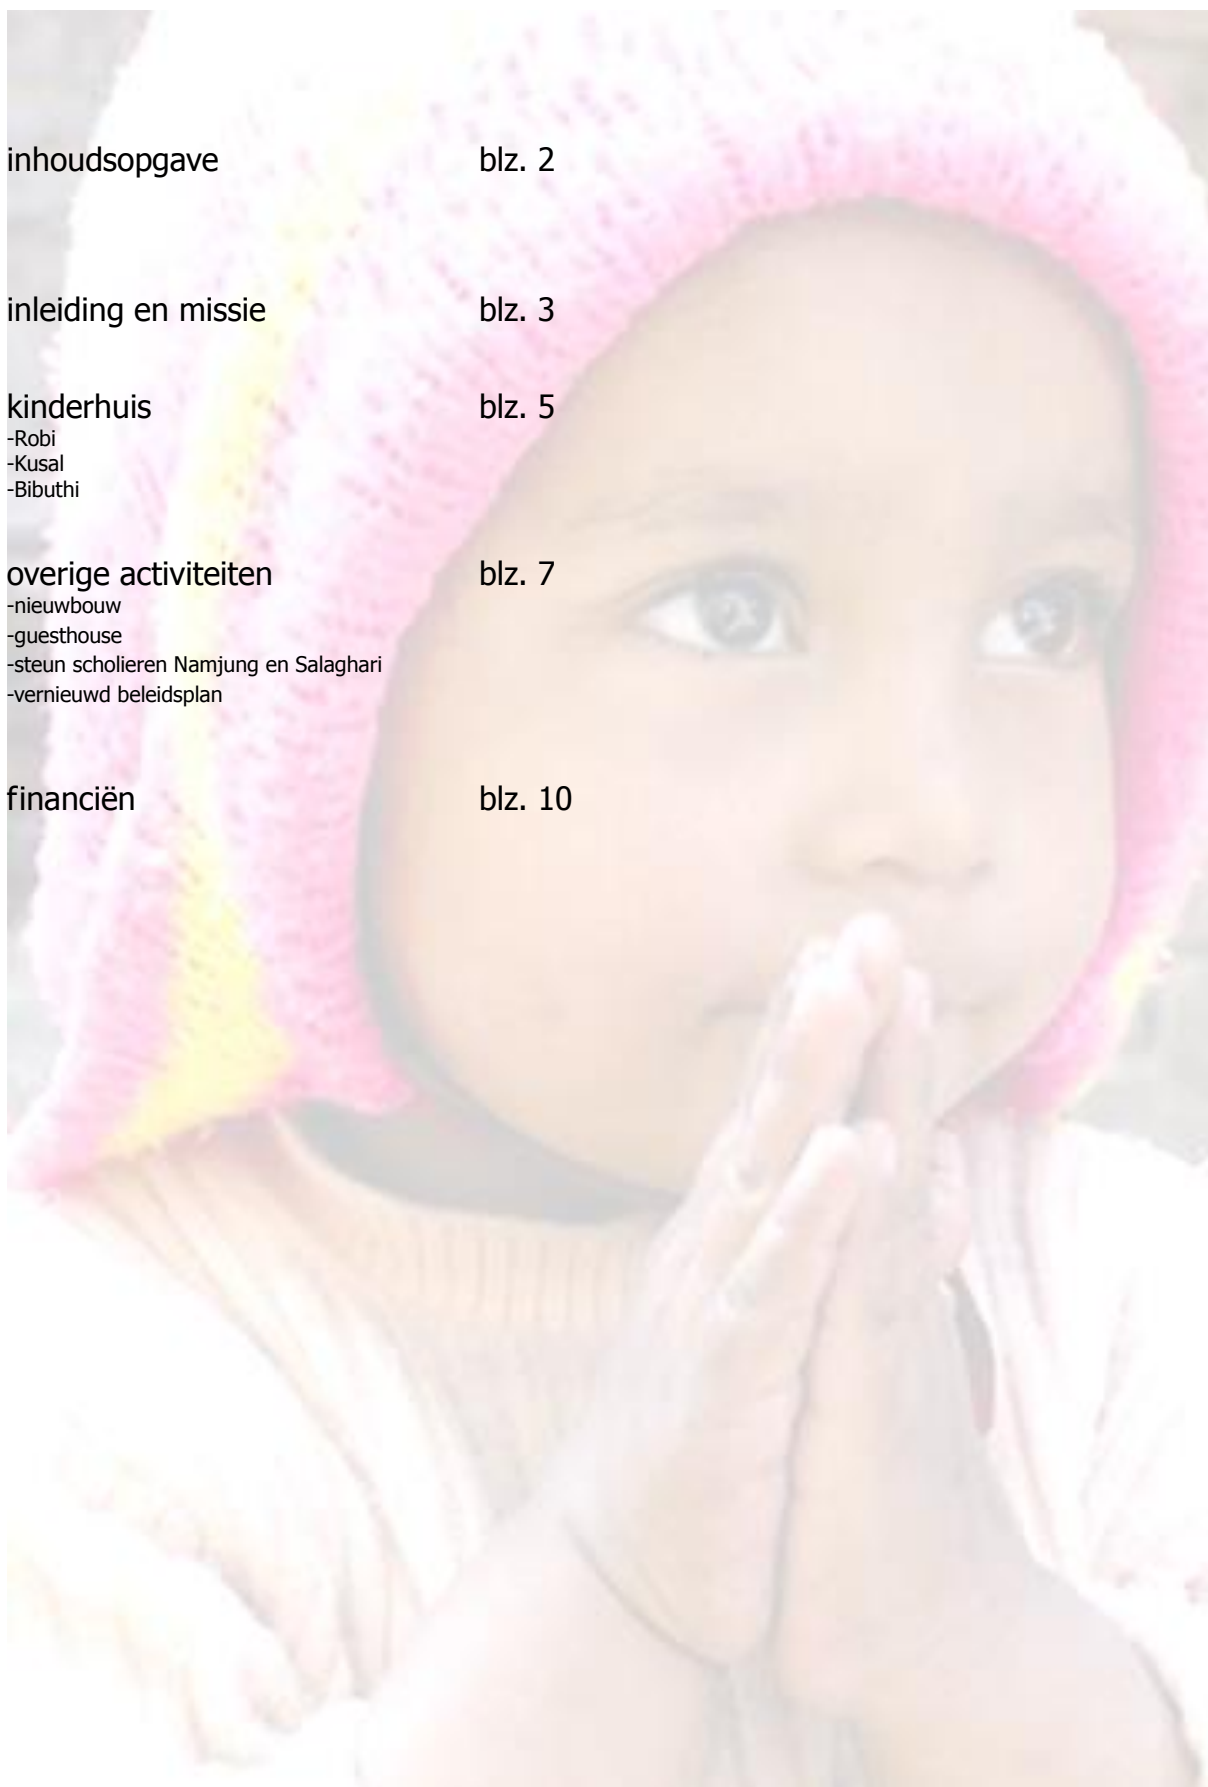 inhoudsopgave blz. 2
inleiding en missie blz. 3
kinderhuis blz. 5
-Robi
-Kusal
-Bibuthi
overige activiteiten blz. 7
-nieuwbouw
-guesthouse
-steun scholieren Namjung en Salaghari
-vernieuwd beleidsplan
financiën blz. 10